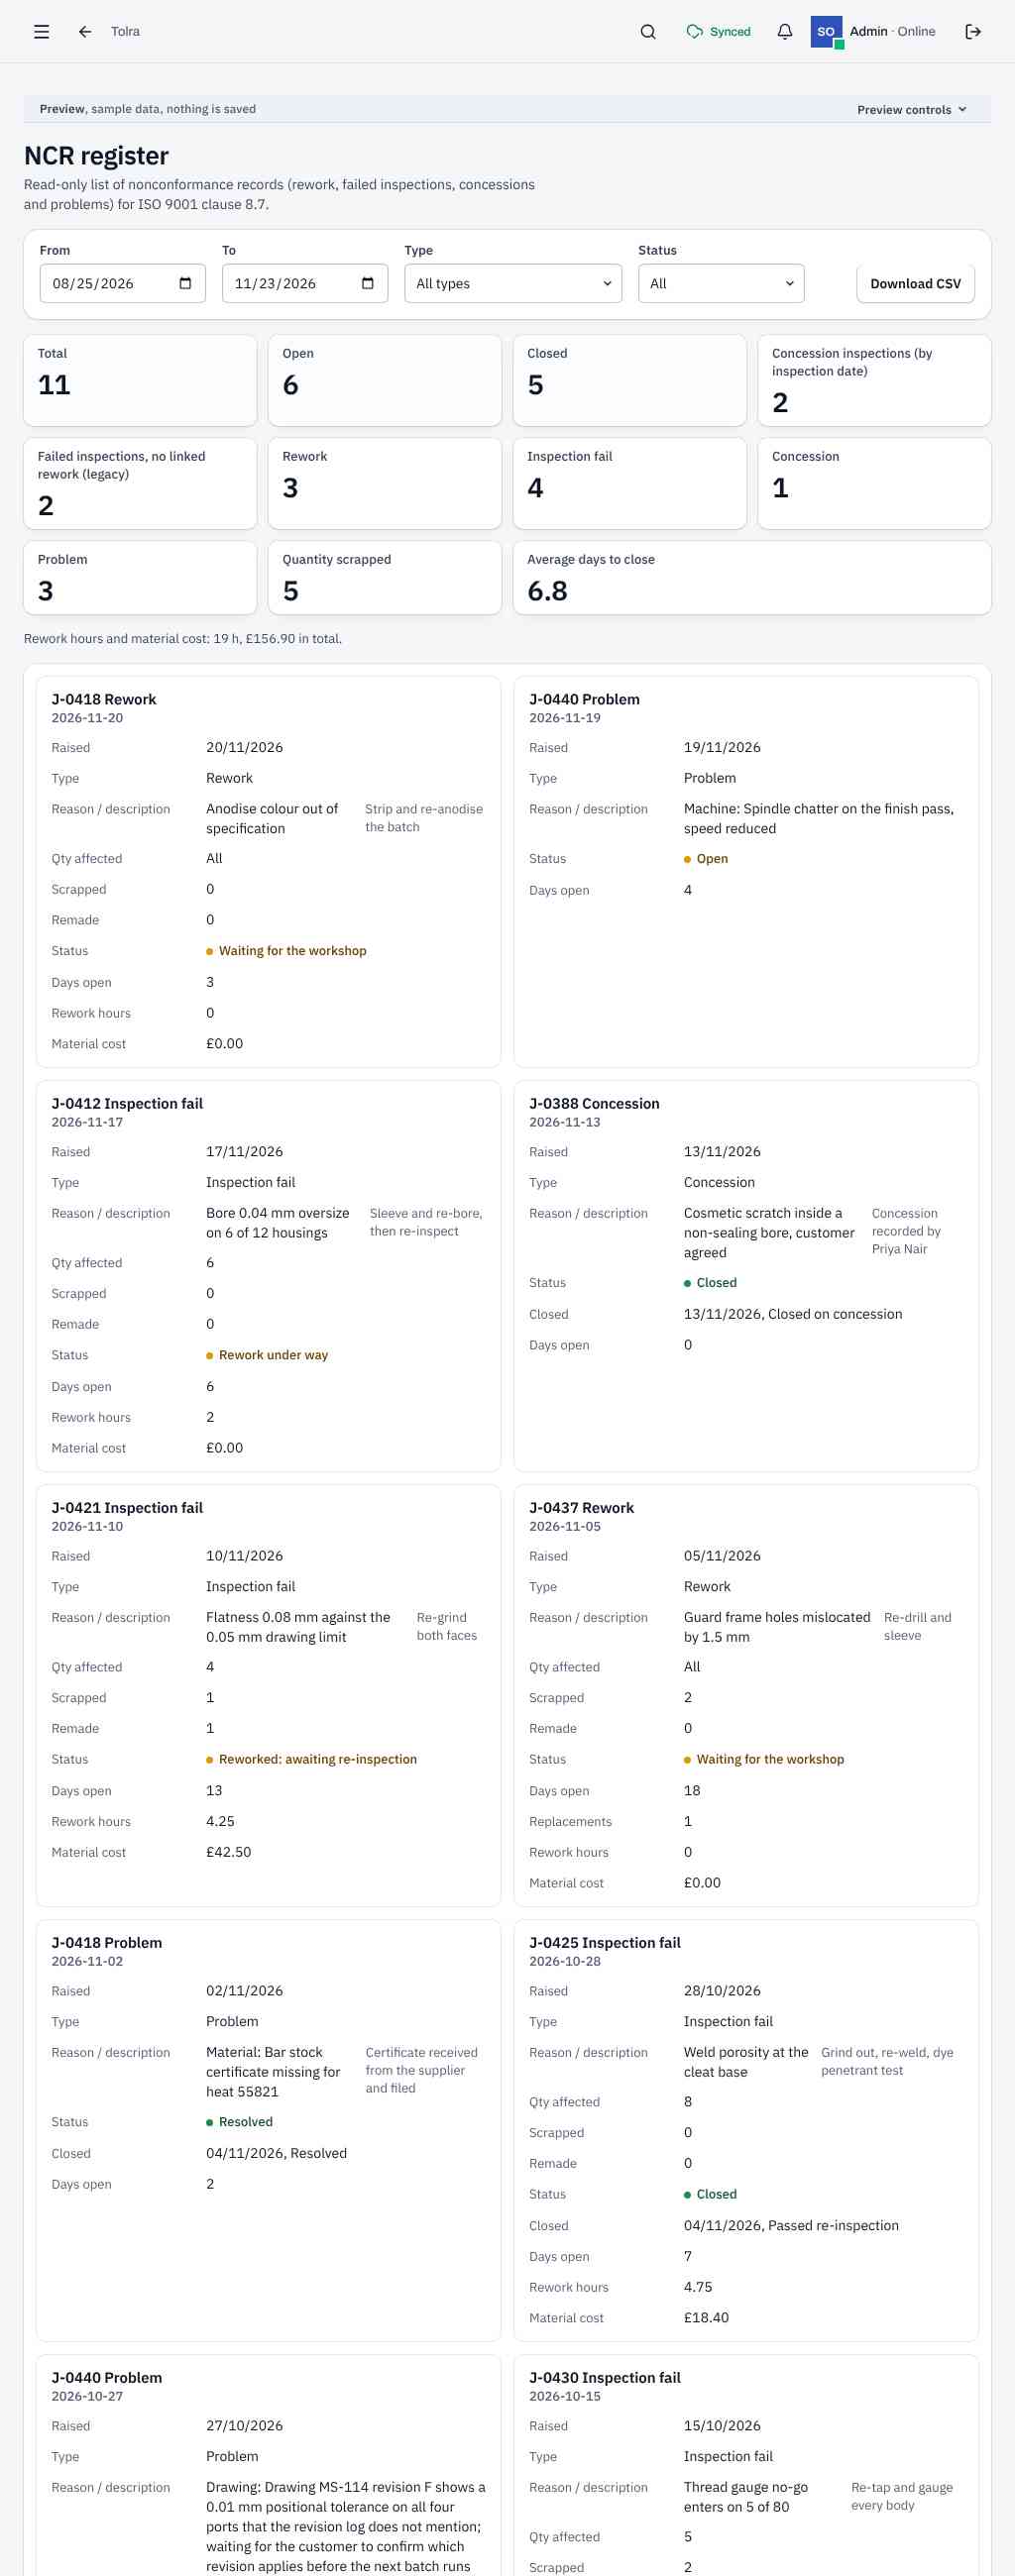 Tolra
Synced
SO
Admin · Online
Preview, sample data, nothing is saved
Preview controls
NCR register
Read-only list of nonconformance records (rework, failed inspections, concessions
and problems) for ISO 9001 clause 8.7.
From
To
Type
Status
08/25/2026
11/23/2026
All types
All
Download CSV
Total
11
Open
6
Closed
5
Concession inspections (by
inspection date)
2
Failed inspections, no linked
rework (legacy)
2
Rework
3
Inspection fail
4
Concession
1
Problem
3
Quantity scrapped
5
Average days to close
6.8
Rework hours and material cost: 19 h, £156.90 in total.
J-0418 Rework
2026-11-20
Raised 20/11/2026
Type Rework
Reason / description Anodise colour out of
specification
Strip and re-anodise
the batch
Qty affected All
Scrapped 0
Remade 0
Status Waiting for the workshop
Days open 3
Rework hours 0
Material cost £0.00
J-0440 Problem
2026-11-19
Raised 19/11/2026
Type Problem
Reason / description Machine: Spindle chatter on the finish pass,
speed reduced
Status Open
Days open 4
J-0412 Inspection fail
2026-11-17
Raised 17/11/2026
Type Inspection fail
Reason / description Bore 0.04 mm oversize
on 6 of 12 housings
Sleeve and re-bore,
then re-inspect
Qty affected 6
Scrapped 0
Remade 0
Status Rework under way
Days open 6
Rework hours 2
Material cost £0.00
J-0388 Concession
2026-11-13
Raised 13/11/2026
Type Concession
Reason / description Cosmetic scratch inside a
non-sealing bore, customer
agreed
Concession
recorded by
Priya Nair
Status Closed
Closed 13/11/2026, Closed on concession
Days open 0
J-0421 Inspection fail
2026-11-10
Raised 10/11/2026
Type Inspection fail
Reason / description Flatness 0.08 mm against the
0.05 mm drawing limit
Re-grind
both faces
Qty affected 4
Scrapped 1
Remade 1
Status Reworked: awaiting re-inspection
Days open 13
Rework hours 4.25
Material cost £42.50
J-0437 Rework
2026-11-05
Raised 05/11/2026
Type Rework
Reason / description Guard frame holes mislocated
by 1.5 mm
Re-drill and
sleeve
Qty affected All
Scrapped 2
Remade 0
Status Waiting for the workshop
Days open 18
Replacements 1
Rework hours 0
Material cost £0.00
J-0418 Problem
2026-11-02
Raised 02/11/2026
Type Problem
Reason / description Material: Bar stock
certificate missing for
heat 55821
Certificate received
from the supplier
and filed
Status Resolved
Closed 04/11/2026, Resolved
Days open 2
J-0425 Inspection fail
2026-10-28
Raised 28/10/2026
Type Inspection fail
Reason / description Weld porosity at the
cleat base
Grind out, re-weld, dye
penetrant test
Qty affected 8
Scrapped 0
Remade 0
Status Closed
Closed 04/11/2026, Passed re-inspection
Days open 7
Rework hours 4.75
Material cost £18.40
J-0440 Problem
2026-10-27
Raised 27/10/2026
Type Problem
Reason / description Drawing: Drawing MS-114 revision F shows a
0.01 mm positional tolerance on all four
ports that the revision log does not mention;
waiting for the customer to confirm which
revision applies before the next batch runs
J-0430 Inspection fail
2026-10-15
Raised 15/10/2026
Type Inspection fail
Reason / description Thread gauge no-go
enters on 5 of 80
Re-tap and gauge
every body
Qty affected 5
Scrapped 2